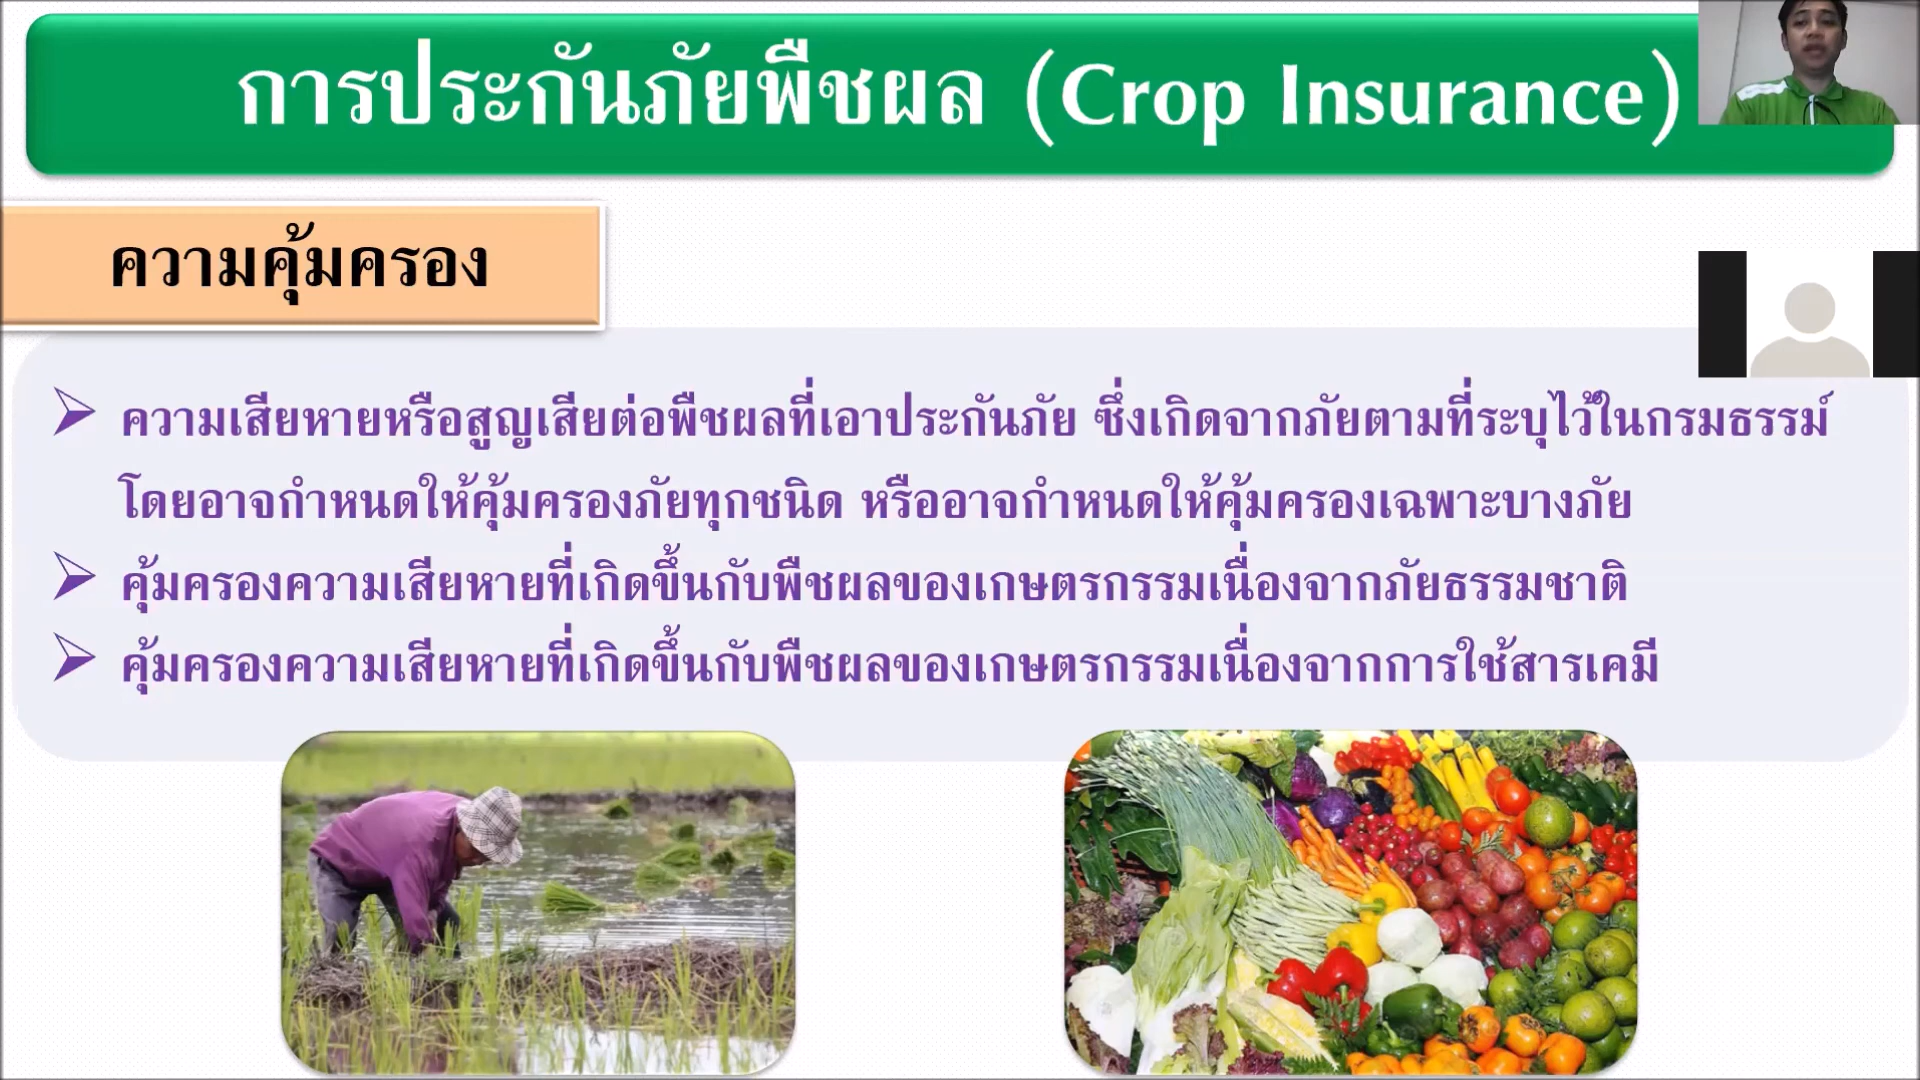 การประกันภัยพืชผล (Crop Insurance)
ความคุ้มครอง
ความเสียหายหรือสูญเสียต่อพืชผลที่เอาประกันภัย ซึ่งเกิดจากภัยตามที่ระบุไว้ในกรมธรรม์
โดยอาจกำหนดให้คุ้มครองภัยทุกชนิด หรืออาจกำหนดให้คุ้มครองเฉพาะบางภัย
คุ้มครองความเสียหายที่เกิดขึ้นกับพืชผลของเกษตรกรรมเนื่องจากภัยธรรมชาติ
คุ้มครองความเสียหายที่เกิดขึ้นกับพืชผลของเกษตรกรรมเนื่องจากการใช้สารเคมี